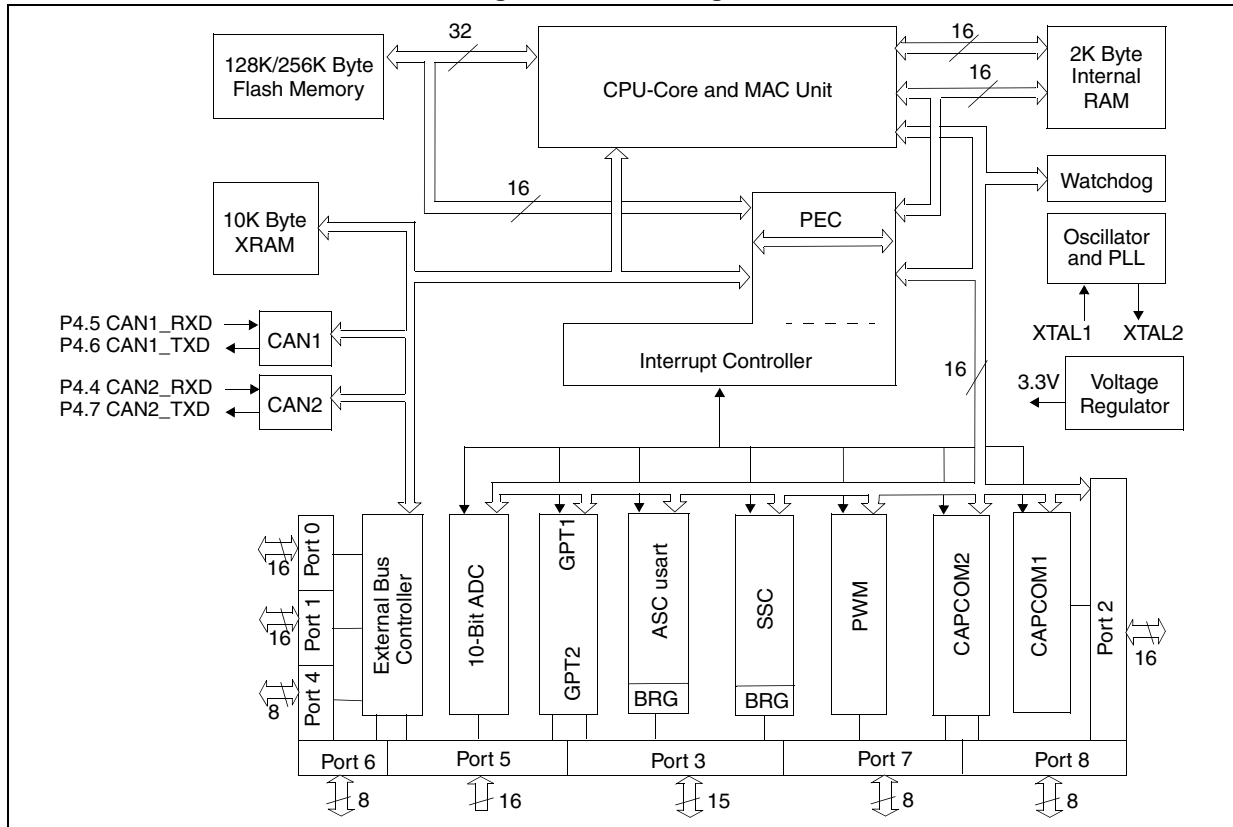 32
16
128K/256K Byte
Flash Memory
CPU-Core and MAC Unit
2K Byte
Internal
RAM
16
16
PEC
Watchdog
10K Byte
XRAM
Oscillator
and PLL
P4.5 CAN1_RXD
P4.6 CAN1_TXD
CAN1
XTAL1
XTAL2
Interrupt Controller
16
P4.4 CAN2_RXD
P4.7 CAN2_TXD
CAN2
3.3V
Voltage
Regulator
Port 0
16
Port 1
16
Port 4
8
External Bus
Controller
10-Bit ADC
GPT1
GPT2
ASC usart
BRG
SSC
BRG
PWM
CAPCOM2
CAPCOM1
Port 2
16
Port 6
Port 5
Port 3
Port 7
Port 8
8
16
15
8
8